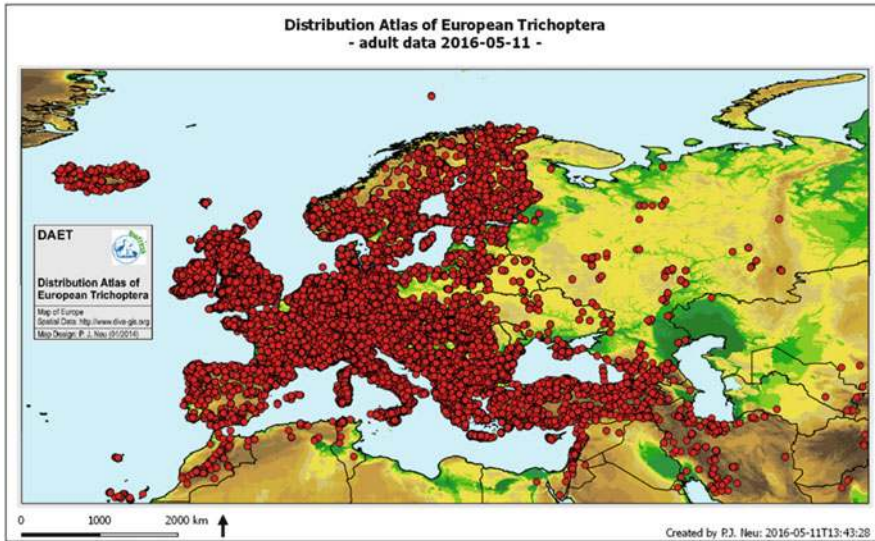 Distribution Atlas of European Trichoptera
- adult data 2016-05-11 -
DAET
Distribution Atlas of
European Trichoptera
Map of Europe
Spatial Data: http://www.diva-gis.org
Map Design: P. J. Neu (01/2014)
0 1000 2000 km
Created by P.J. Neu: 2016-05-11T13:43:28